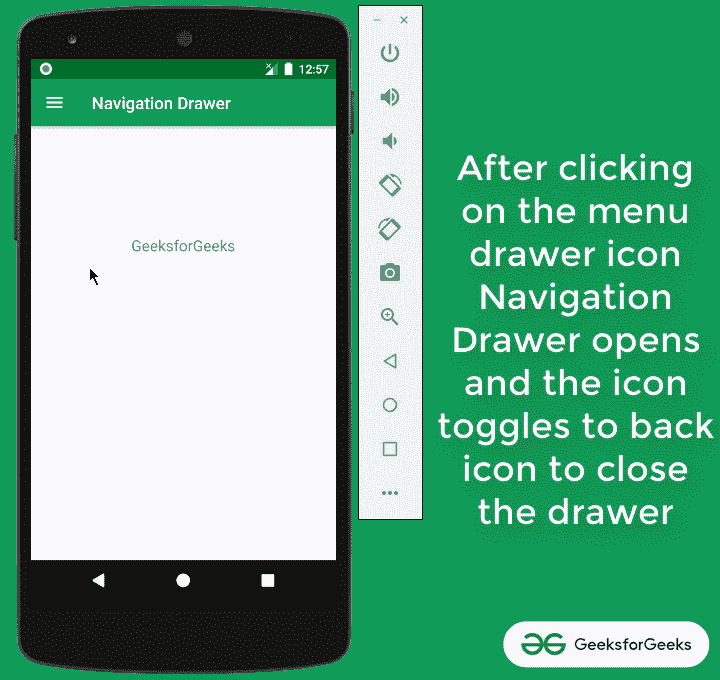 12:57
Navigation Drawer
GeeksforGeeks
After clicking
on the menu
drawer icon
Navigation
Drawer opens
and the icon
toggles to back
icon to close
the drawer
GeeksforGeeks